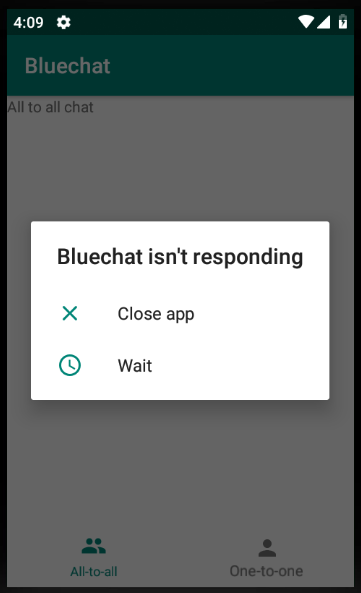 4:09
Bluechat
All to all chat
Bluechat isn't responding
Close app
Wait
All-to-all
One-to-one